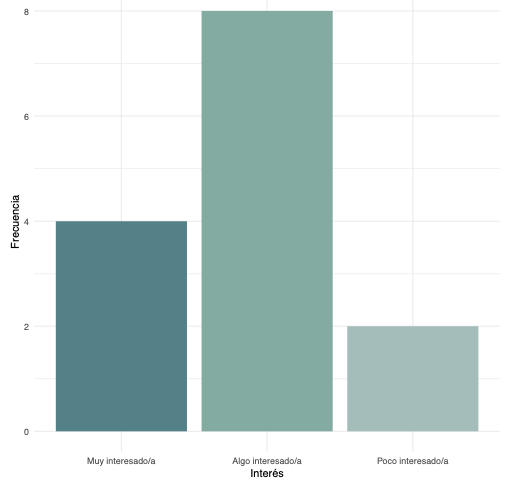 8
6
4
2
0
Frecuencia
Muy interesado/a
Algo interesado/a
Poco interesado/a
Interés